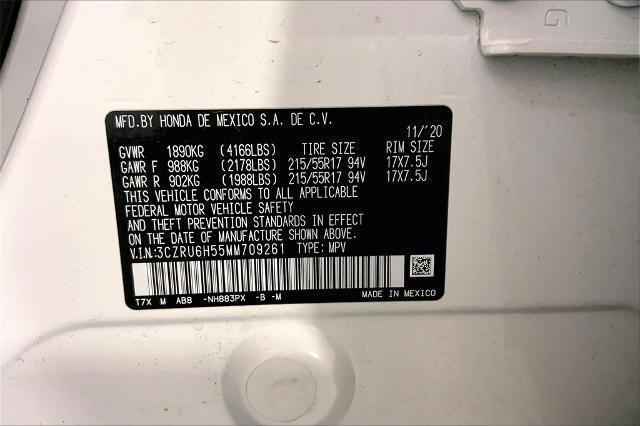 MFD.BY HONDA DE MEXICO S.A. DE C.V.
11/'20
GVWR 1890KG (4166LBS) TIRE SIZE RIM SIZE
GAWR F 988KG (2178LBS) 215/55R17 94V 17X7.5J
GAWR R 902KG (1988LBS) 215/55R17 94V 17X7.5J
THIS VEHICLE CONFORMS TO ALL APPLICABLE
FEDERAL MOTOR VEHICLE SAFETY
AND THEFT PREVENTION STANDARDS IN EFFECT
ON THE DATE OF MANUFACTURE SHOWN ABOVE.
V.I.N:3CZRU6H55MM709261 TYPE: MPV
T7X M AB8 -NH883PX -B -M MADE IN MEXICO